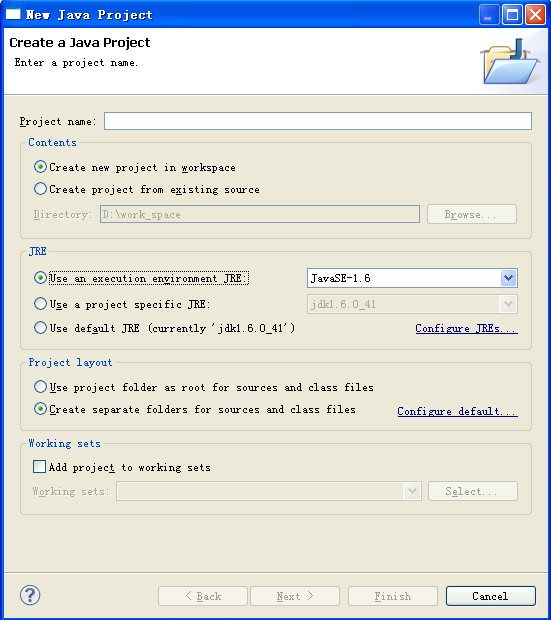 New Java Project
Create a Java Project
Enter a project name.
Project name:
Contents
Create new project in workspace
Create project from existing source
Directory: D:\work_space Browse...
JRE
Use an execution environment JRE: JavaSE-1.6
Use a project specific JRE: jdk1.6.0_41
Use default JRE (currently 'jdk1.6.0_41') Configure JREs...
Project layout
Use project folder as root for sources and class files
Create separate folders for sources and class files Configure default...
Working sets
Add project to working sets
Working sets: Select...
? < Back Next > Finish Cancel